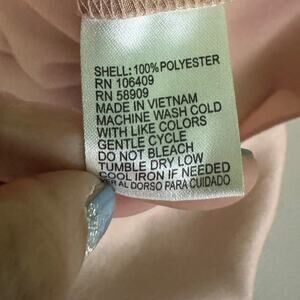 SHELL: 100% POLYESTER
RN 106409
RN 58909
MADE IN VIETNAM
MACHINE WASH COLD
WITH LIKE COLORS
GENTLE CYCLE
DO NOT BLEACH
TUMBLE DRY LOW
COOL IRON IF NEEDED
VER AL DORSO PARA CUIDADO